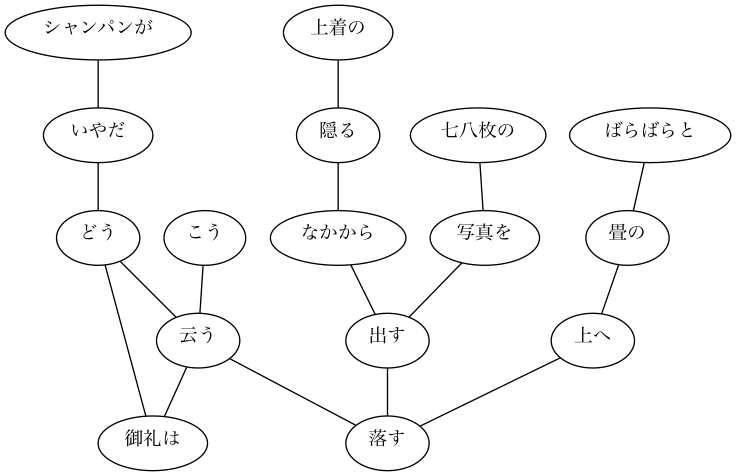 シャンパンが
上着の
いやだ
隠る
七八枚の
ばらばらと
どう
こう
なかから
写真を
畳の
云う
出す
上へ
御礼は
落す